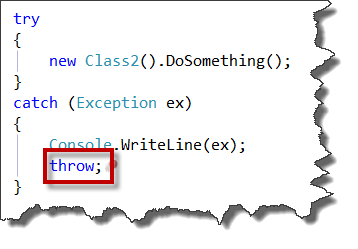 try
{
new Class2().DoSomething();
}
catch (Exception ex)
{
Console.WriteLine(ex);
throw;
}